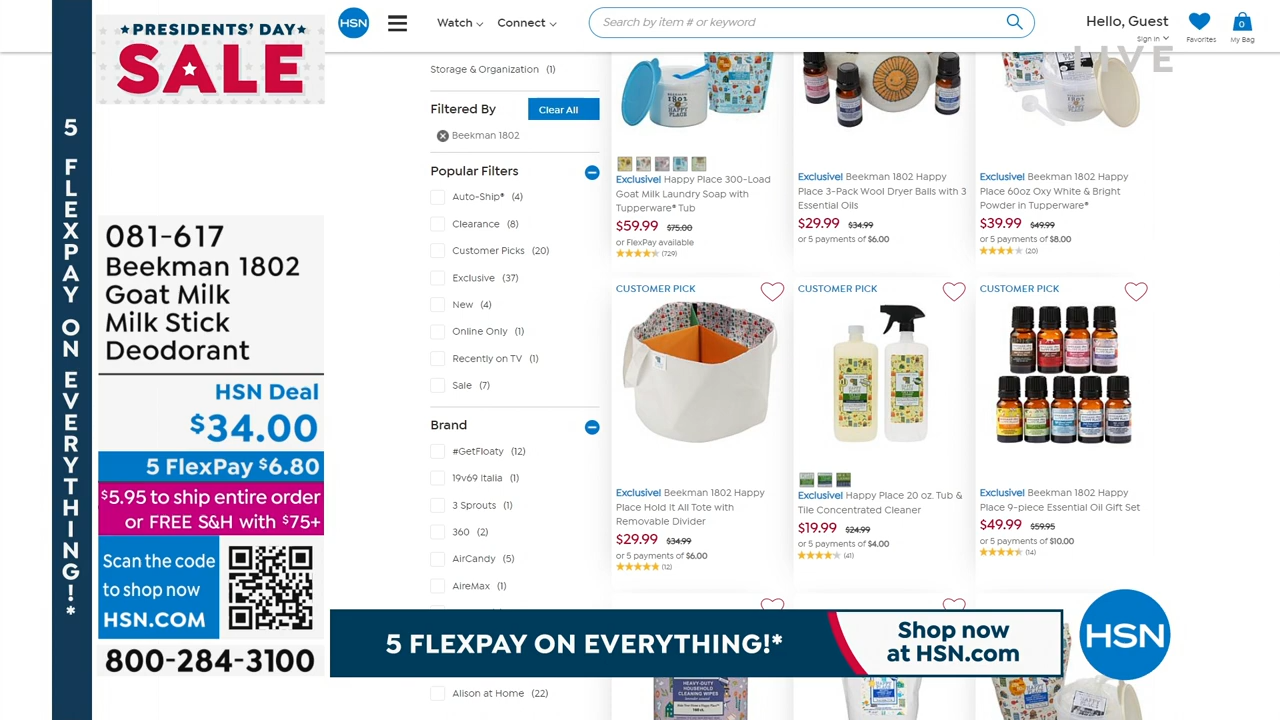 ★PRESIDENTS' DAY★
SALE
5 FLEXPAY ON EVERYTHING!*
081-617
Beekman 1802
Goat Milk
Milk Stick
Deodorant
HSN Deal
$34.00
5 FlexPay $6.80
$5.95 to ship entire order
or FREE S&H with $75+
Scan the code
to shop now
HSN.COM
800-284-3100
HSN
Watch
Connect
Search by item # or keyword
Hello, Guest
Sign In
Favorites
0
My Bag
LIVE
Storage & Organization (1)
Filtered By
Clear All
Beekman 1802
Popular Filters
Auto-Ship® (4)
Clearance (8)
Customer Picks (20)
Exclusive (37)
New (4)
Online Only (1)
Recently on TV (1)
Sale (7)
Brand
#GetFloaty (12)
19v69 Italia (1)
3 Sprouts (1)
360 (2)
AirCandy (5)
AireMax (1)
Alison at Home (22)
Exclusive! Happy Place 300-Load
Goat Milk Laundry Soap with
Tupperware® Tub
$59.99 $75.00
or FlexPay available
(729)
Exclusive! Beekman 1802 Happy
Place 3-Pack Wool Dryer Balls with 3
Essential Oils
$29.99 $34.99
or 5 payments of $6.00
Exclusive! Beekman 1802 Happy
Place 60oz Oxy White & Bright
Powder in Tupperware®
$39.99 $49.99
or 5 payments of $8.00
(20)
CUSTOMER PICK
Exclusive! Beekman 1802 Happy
Place Hold It All Tote with
Removable Divider
$29.99 $34.99
or 5 payments of $6.00
(12)
CUSTOMER PICK
Exclusive! Happy Place 20 oz. Tub &
Tile Concentrated Cleaner
$19.99 $24.99
or 5 payments of $4.00
(41)
CUSTOMER PICK
Exclusive! Beekman 1802 Happy
Place 9-piece Essential Oil Gift Set
$49.99 $59.95
or 5 payments of $10.00
(14)
5 FLEXPAY ON EVERYTHING!*
Shop now
at HSN.com
HSN
HEAVY-DUTY
HOUSEHOLD
CLEANING WIPES